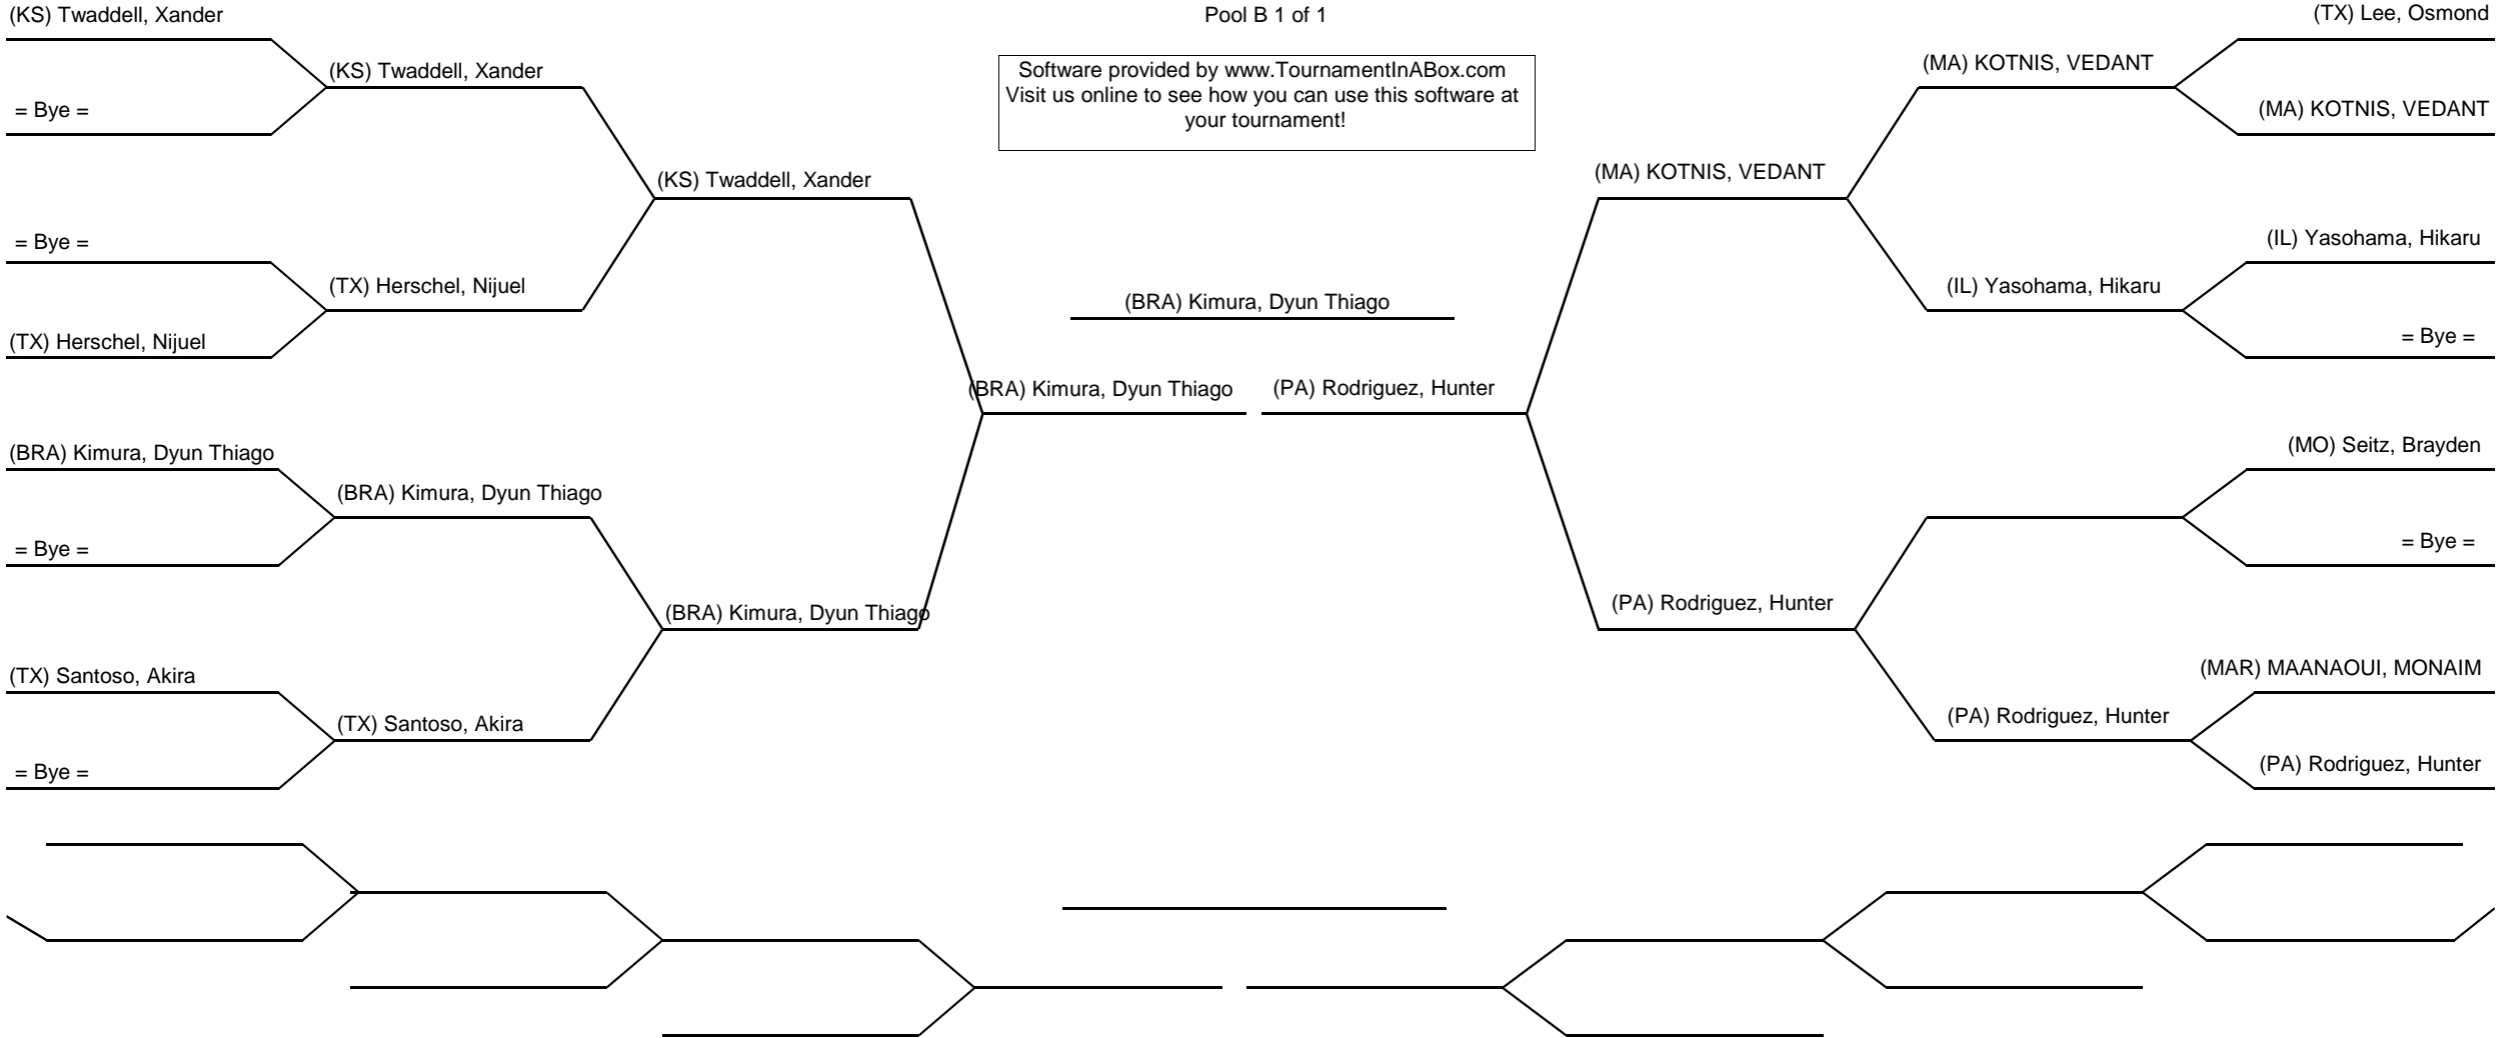 (KS) Twaddell, Xander
Pool B 1 of 1
(TX) Lee, Osmond
(KS) Twaddell, Xander
Software provided by www.TournamentInABox.com
Visit us online to see how you can use this software at
your tournament!
(MA) KOTNIS, VEDANT
= Bye =
(MA) KOTNIS, VEDANT
(KS) Twaddell, Xander
(MA) KOTNIS, VEDANT
= Bye =
(IL) Yasohama, Hikaru
(TX) Herschel, Nijuel
(BRA) Kimura, Dyun Thiago
(IL) Yasohama, Hikaru
(TX) Herschel, Nijuel
= Bye =
(BRA) Kimura, Dyun Thiago
(PA) Rodriguez, Hunter
(BRA) Kimura, Dyun Thiago
(MO) Seitz, Brayden
(BRA) Kimura, Dyun Thiago
= Bye =
= Bye =
(BRA) Kimura, Dyun Thiago
(PA) Rodriguez, Hunter
(TX) Santoso, Akira
(MAR) MAANAOUI, MONAIM
(TX) Santoso, Akira
(PA) Rodriguez, Hunter
= Bye =
(PA) Rodriguez, Hunter